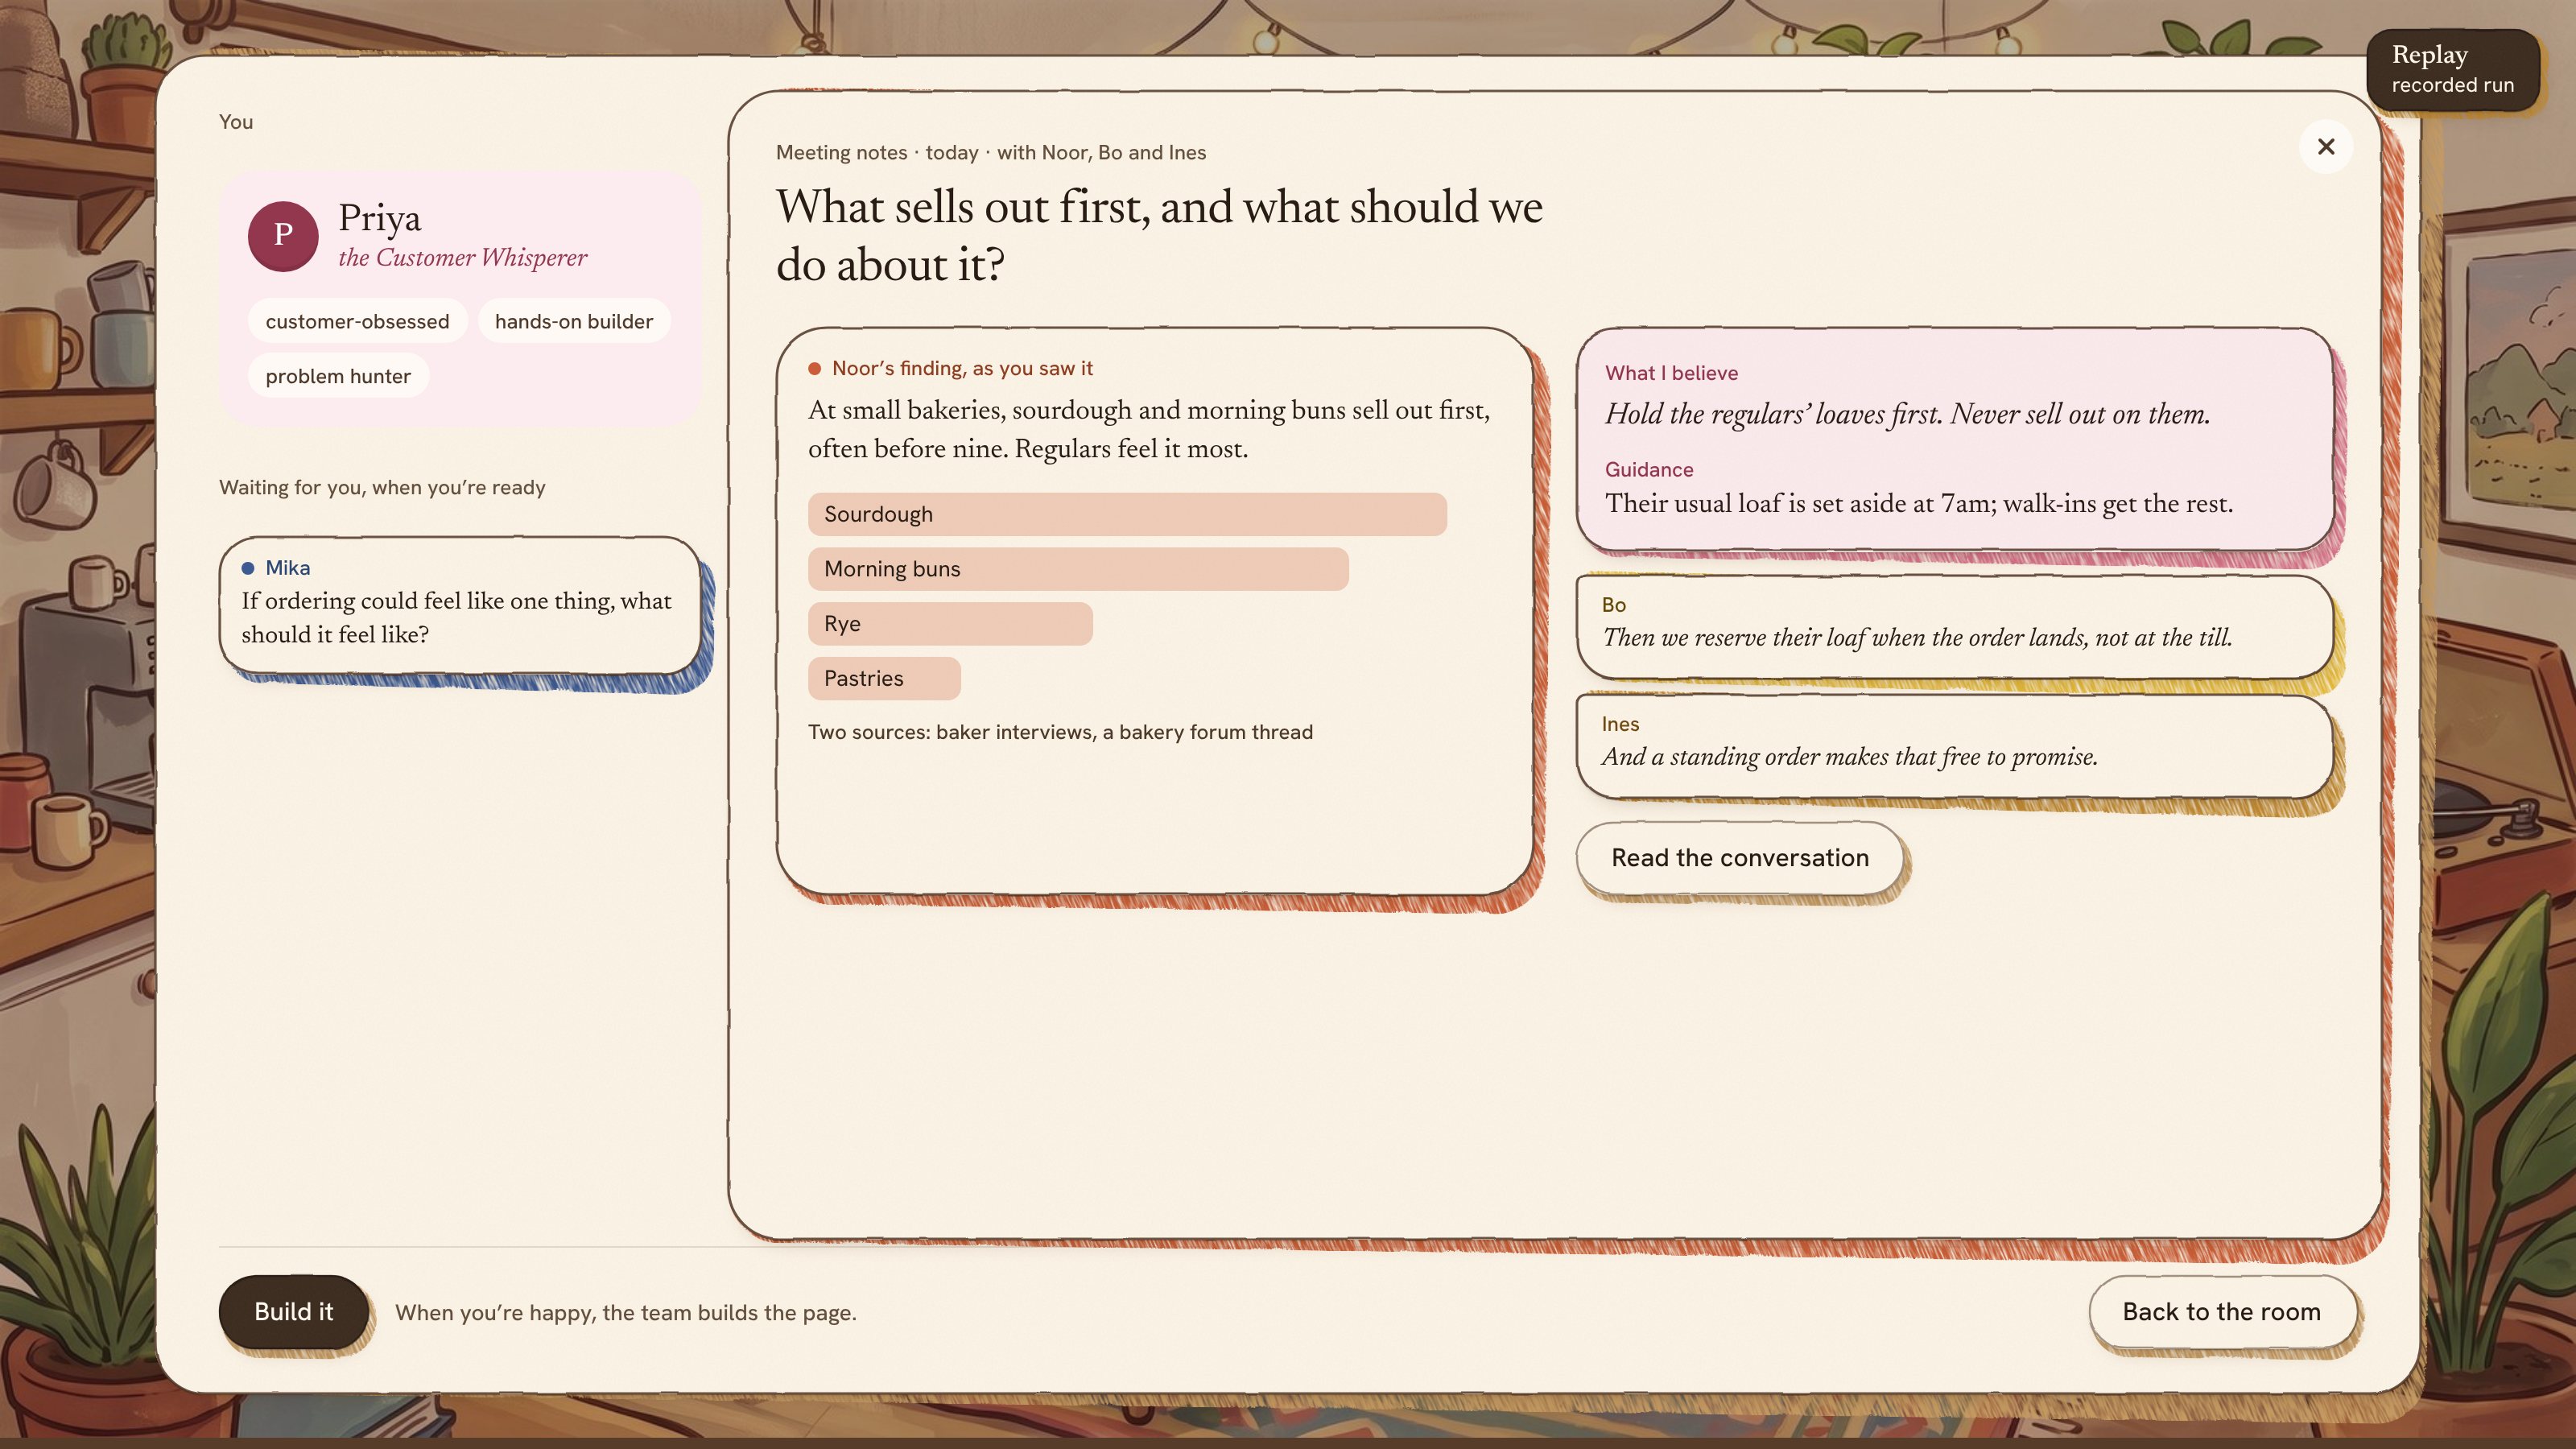 Replay
recorded run
You
P
Priya
the Customer Whisperer
customer-obsessed
hands-on builder
problem hunter
Waiting for you, when you’re ready
Mika
If ordering could feel like one thing, what
should it feel like?
Meeting notes · today · with Noor, Bo and Ines
What sells out first, and what should we
do about it?
Noor’s finding, as you saw it
At small bakeries, sourdough and morning buns sell out first,
often before nine. Regulars feel it most.
Sourdough
Morning buns
Rye
Pastries
Two sources: baker interviews, a bakery forum thread
What I believe
Hold the regulars’ loaves first. Never sell out on them.
Guidance
Their usual loaf is set aside at 7am; walk-ins get the rest.
Bo
Then we reserve their loaf when the order lands, not at the till.
Ines
And a standing order makes that free to promise.
Read the conversation
Build it
When you’re happy, the team builds the page.
Back to the room